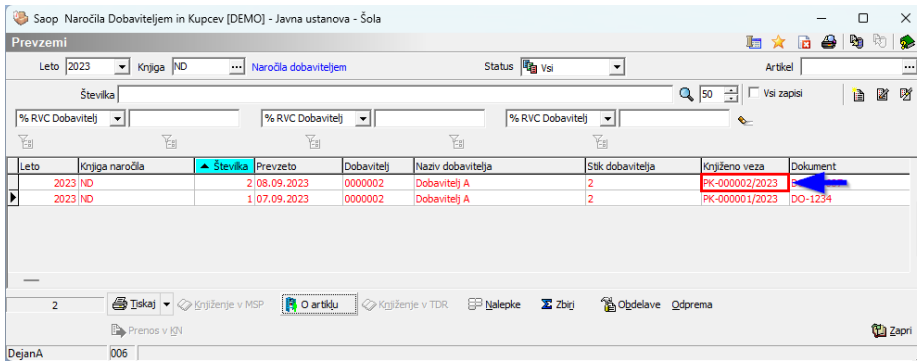 Saop Naročila Dobaviteljem in Kupcev [DEMO] - Javna ustanova - Šola
Prevzemi
Leto 2023 Knjiga ND ... Naročila dobaviteljem Status Vsi Artikel ...
Številka 50 Vsi zapisi
% RVC Dobavitelj % RVC Dobavitelj % RVC Dobavitelj
Leto Knjiga naročila Številka Prevzeto Dobavitelj Naziv dobavitelja Stik dobavitelja Knjiženo veza Dokument
2023 ND 2 08.09.2023 0000002 Dobavitelj A 2 PK-000002/2023
2023 ND 1 07.09.2023 0000002 Dobavitelj A 2 PK-000001/2023 DO-1234
2 Tiskaj Knjiženje v MSP O artiklu Knjiženje v TDR Nalepke Zbirj Obdelave Odprema
Prenos v KN Zapri
DejanA 006